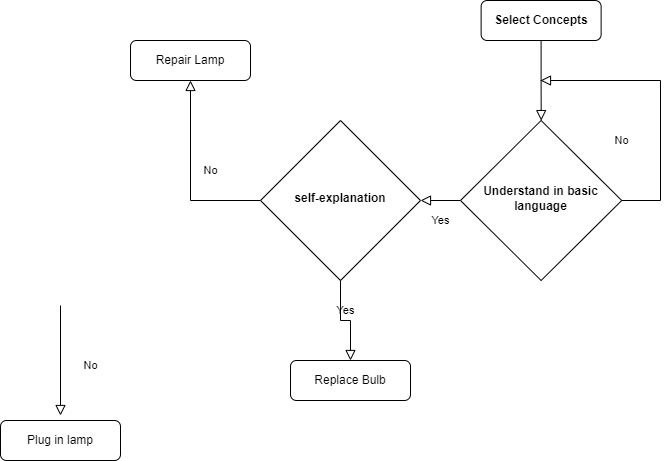 Select Concepts
Repair Lamp
No
No
self-explanation
Understand in basic
language
Yes
Yes
Replace Bulb
No
Plug in lamp